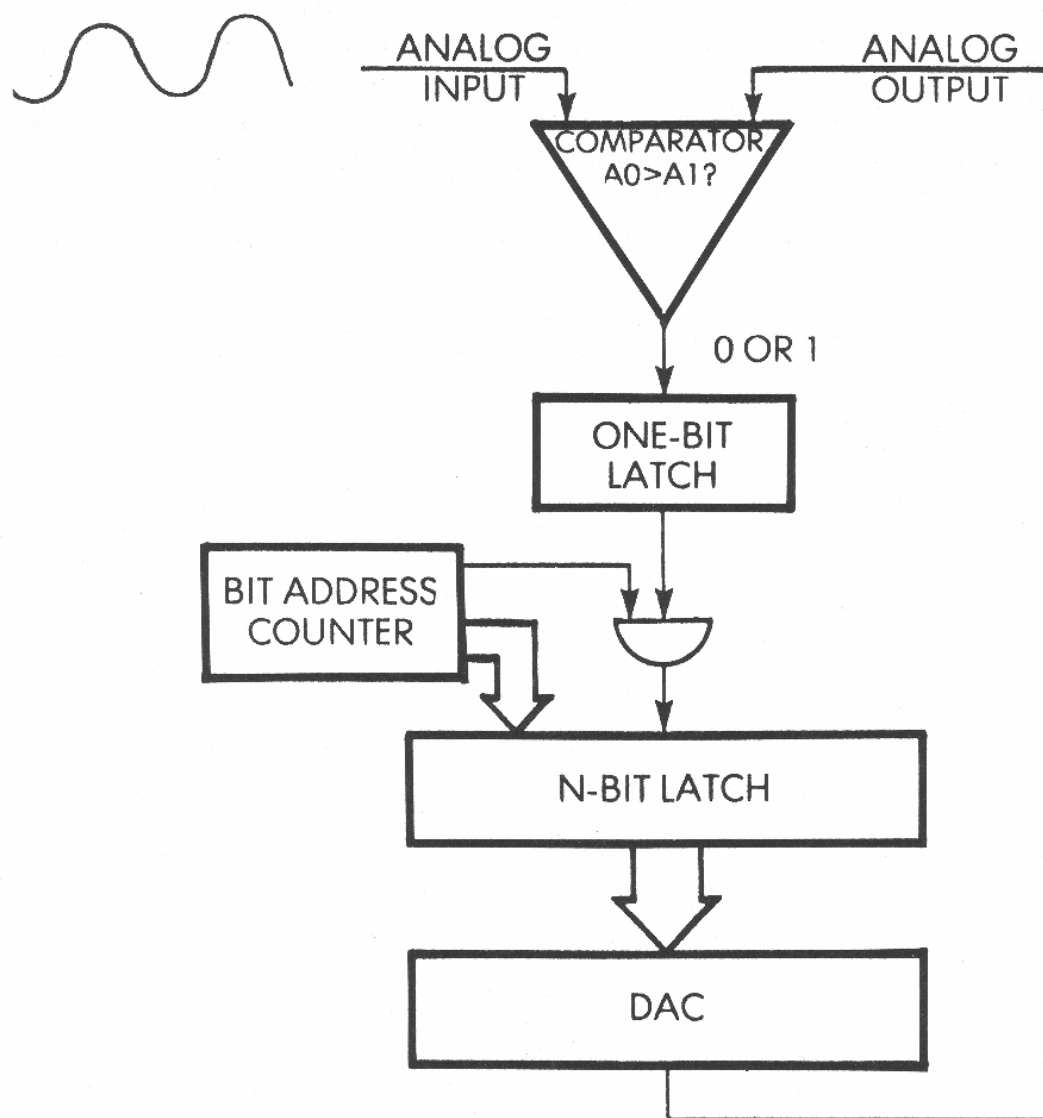 ANALOG
INPUT
ANALOG
OUTPUT
COMPARATOR
A0>A1?
0 OR 1
ONE-BIT
LATCH
BIT ADDRESS
COUNTER
N-BIT LATCH
DAC